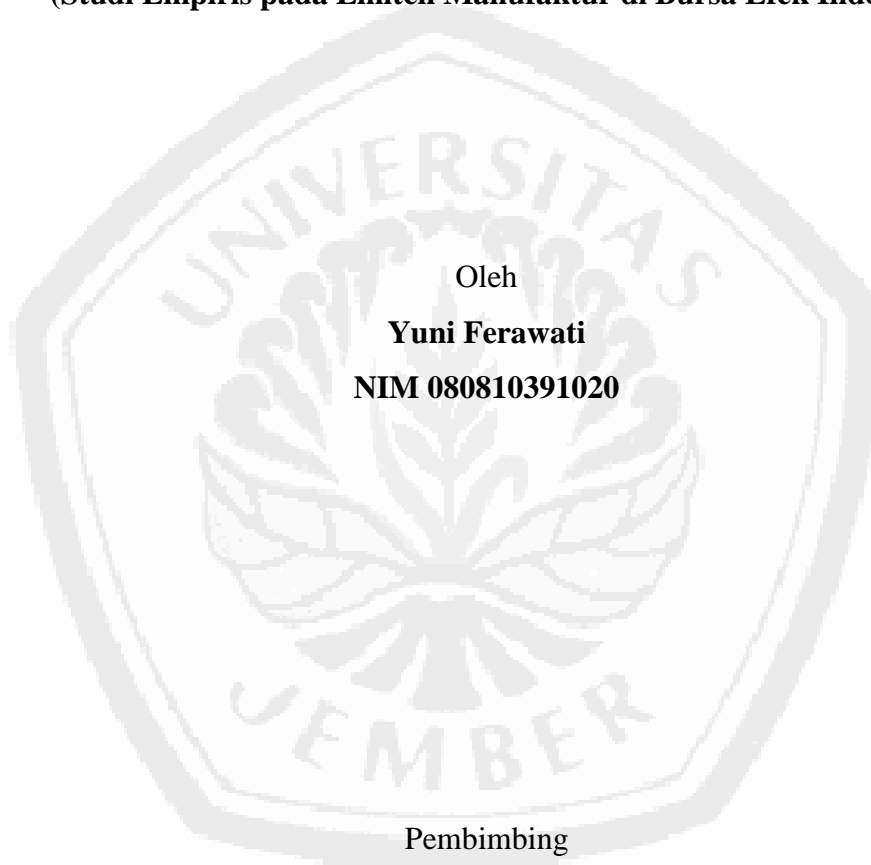 (Studi Empiris pada Emiten Manufaktur di Bursa Efek
UNIVERSITAS
Oleh
Yuni Ferawati
NIM 080810391020
JEMBER
Pembimbing